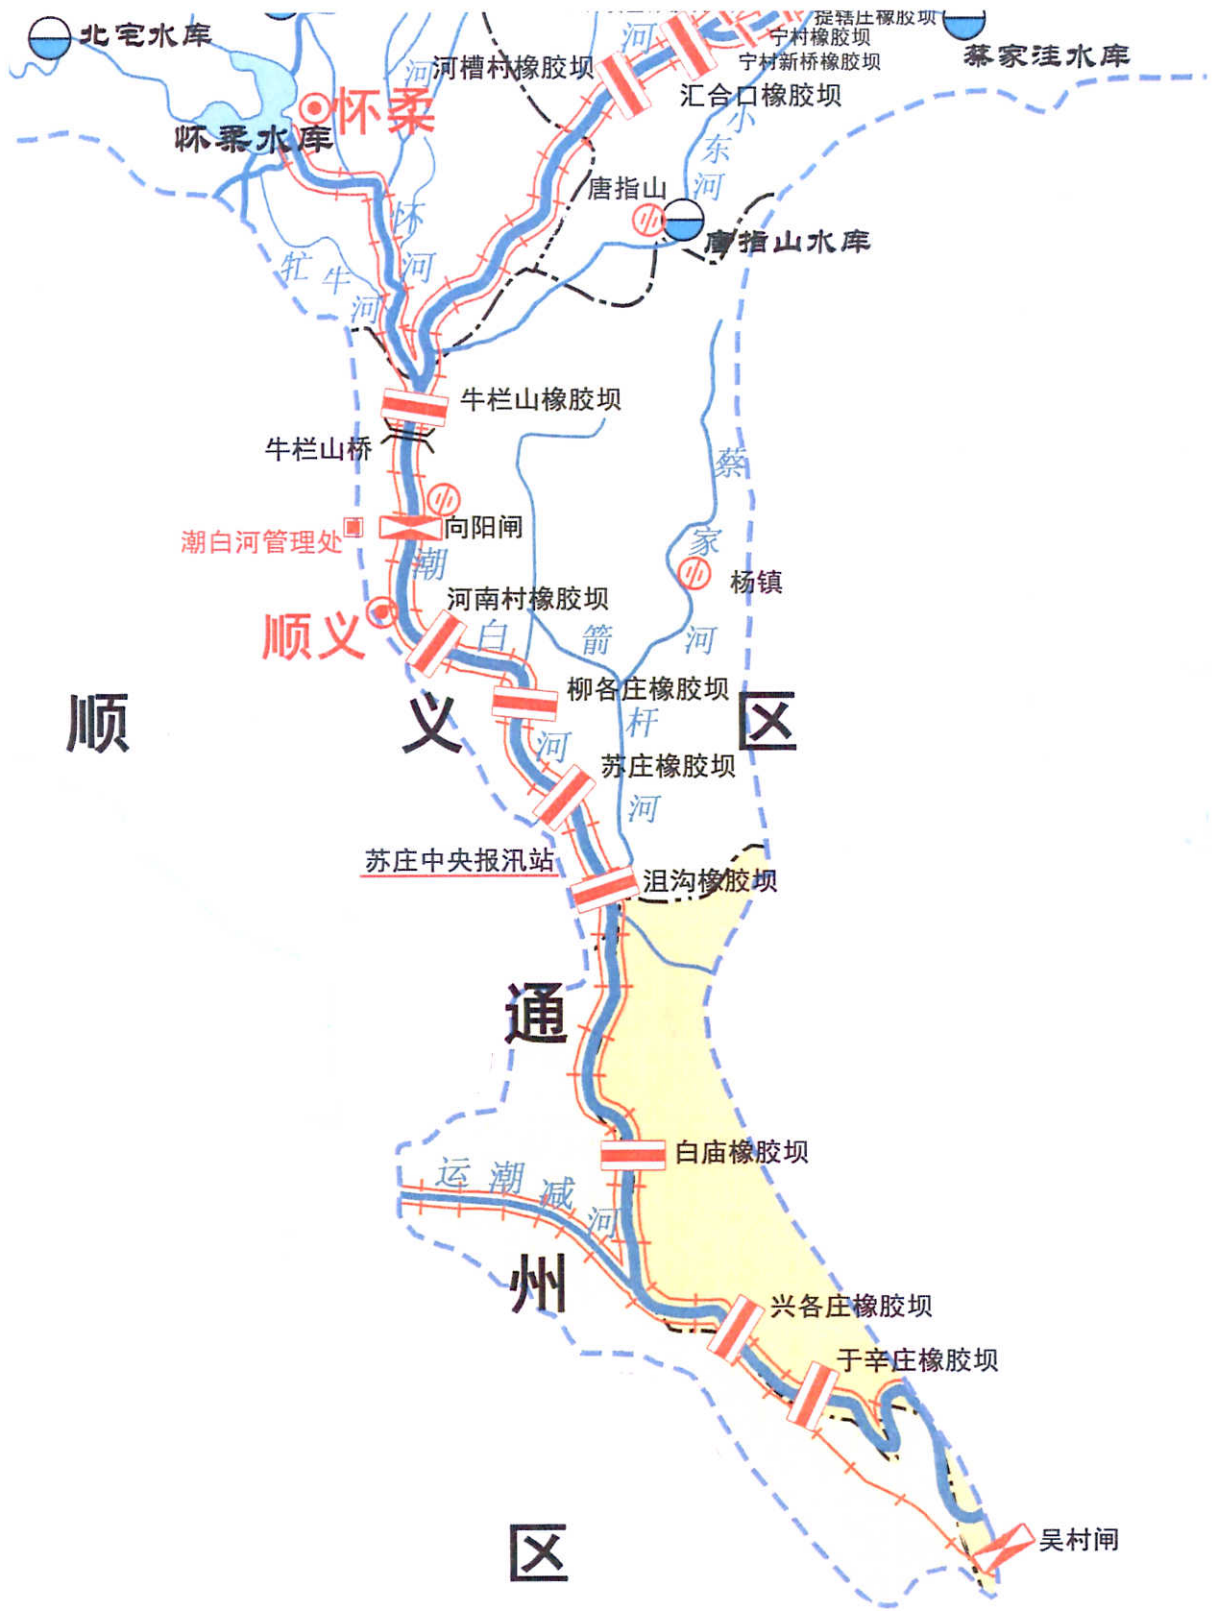 北宅水库
河
提辖庄橡胶坝
宁村橡胶坝
宁村新桥橡胶坝
蔡家洼水库
河槽村橡胶坝
河
汇合口橡胶坝
怀柔
怀柔水库
小东河
唐指山
唐指山水库
怀河
牤牛河
牛栏山橡胶坝
牛栏山桥
蔡家河
向阳闸
潮白河管理处
潮白河
杨镇
河南村橡胶坝
顺义
箭杆河
柳各庄橡胶坝
顺义区
苏庄橡胶坝
苏庄中央报汛站
沮沟橡胶坝
通州区
白庙橡胶坝
运潮减河
兴各庄橡胶坝
于辛庄橡胶坝
吴村闸